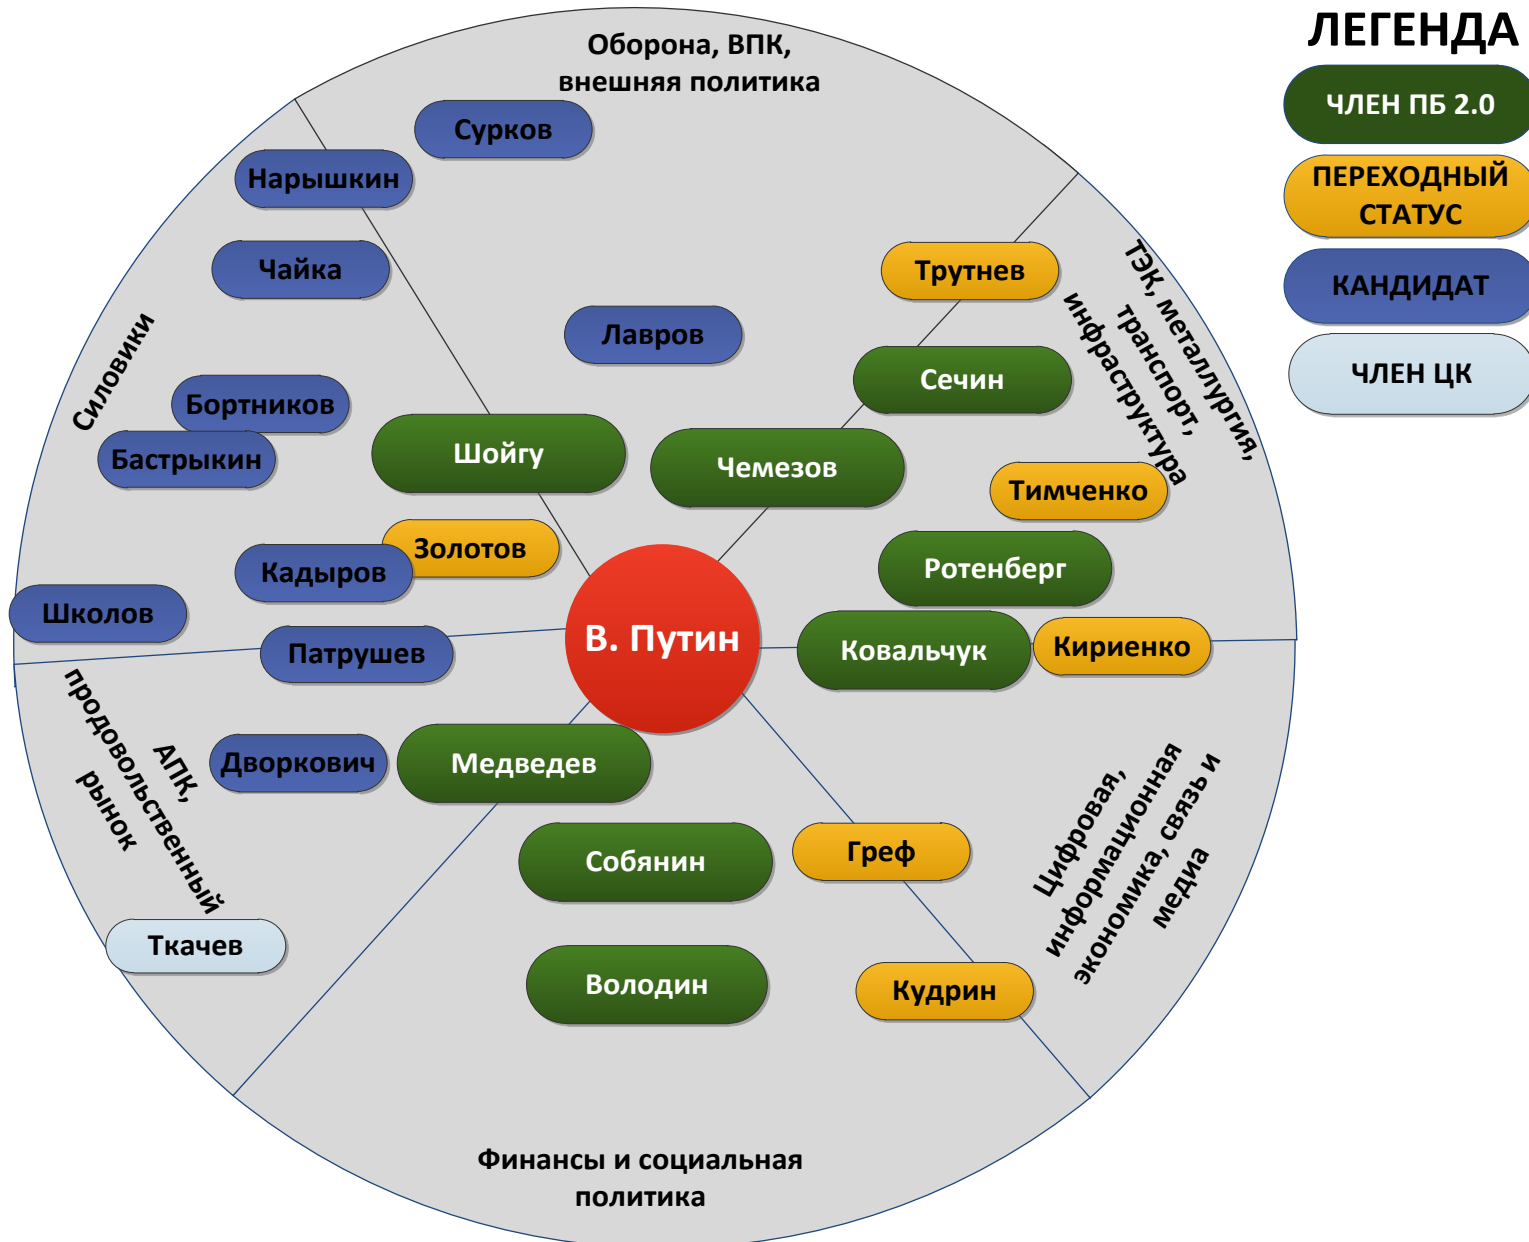 ЛЕГЕНДА
ЧЛЕН ПБ 2.0
ПЕРЕХОДНЫЙ
СТАТУС
КАНДИДАТ
ЧЛЕН ЦК
Оборона, ВПК,
внешняя политика
Сурков
Нарышкин
Чайка
Трутнев
ТЭК, металлургия,
транспорт,
инфраструктура
Лавров
Сечин
Силовики
Бортников
Бастрыкин
Шойгу
Чемезов
Тимченко
Золотов
Кадыров
Ротенберг
Школов
Патрушев
В. Путин
Ковальчук
Кириенко
АПК,
продовольственный
рынок
Дворкович
Медведев
Цифровая,
информационная
экономика, связь и
медиа
Собянин
Греф
Ткачев
Володин
Кудрин
Финансы и социальная
политика